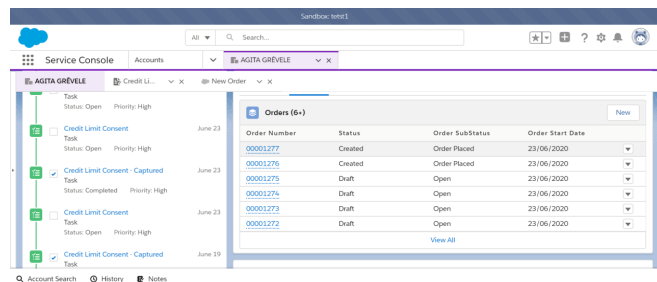 Sandbox: tetst1
All Search...
Service Console Accounts AGITA GRĒVELE
AGITA GRĒVELE Credit Li... New Order
Task
Status: Open Priority: High
Credit Limit Consent June 23
Task
Status: Open Priority: High
Credit Limit Consent - Captured June 23
Task
Status: Completed Priority: High
Credit Limit Consent June 23
Task
Status: Open Priority: High
Credit Limit Consent - Captured June 19
Task
Orders (6+) New
Order Number Status Order SubStatus Order Start Date
00001277 Created Order Placed 23/06/2020
00001276 Created Order Placed 23/06/2020
00001275 Draft Open 23/06/2020
00001274 Draft Open 23/06/2020
00001273 Draft Open 23/06/2020
00001272 Draft Open 23/06/2020
View All
Account Search History Notes